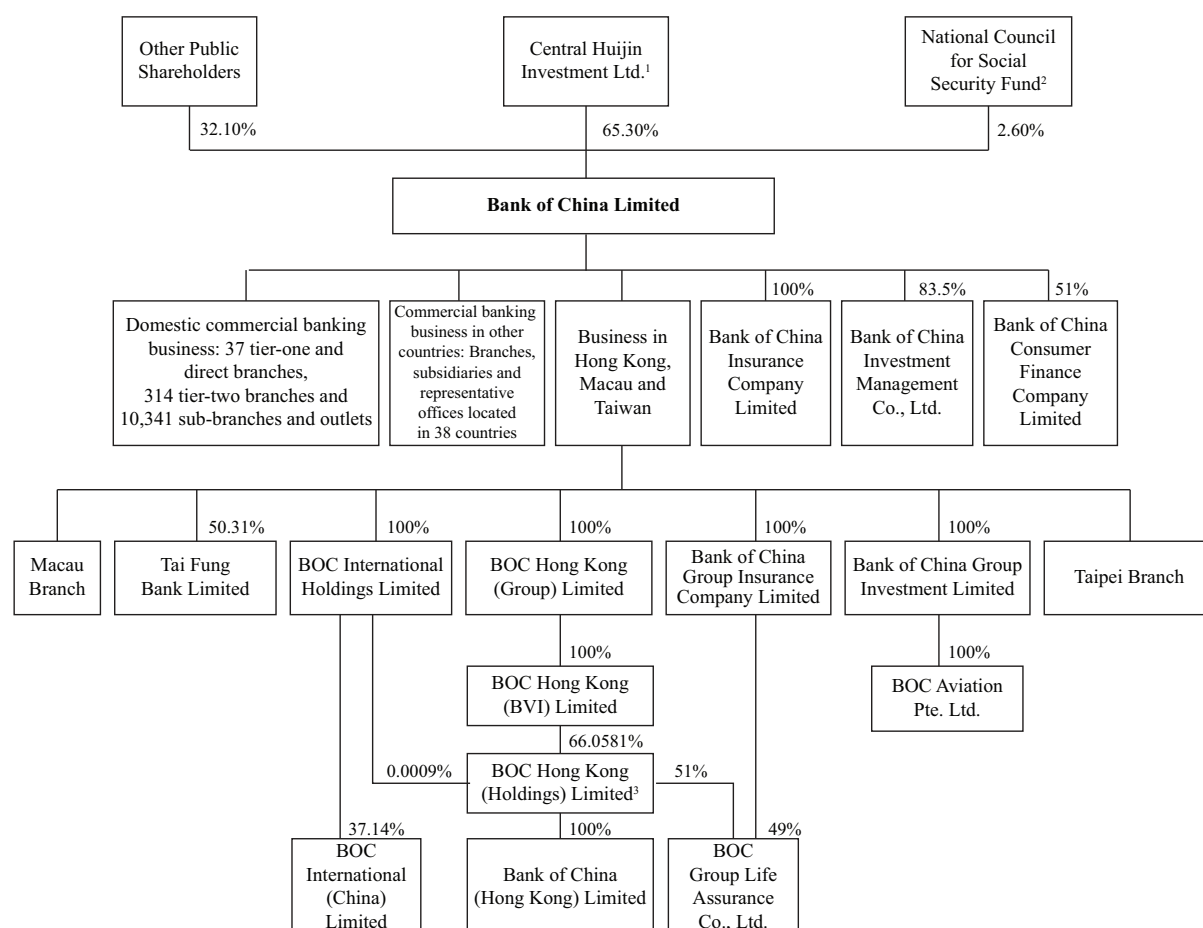 Other Public
Shareholders
Central Huijin
Investment Ltd.1
National Council
for Social
Security Fund2
32.10%
65.30%
2.60%
Bank of China Limited
100%
83.5%
51%
Domestic commercial banking
business: 37 tier-one and
direct branches,
314 tier-two branches and
10,341 sub-branches and outlets
Commercial banking
business in other
countries: Branches,
subsidiaries and
representative
offices located
in 38 countries
Business in
Hong Kong,
Macau and
Taiwan
Bank of China
Insurance
Company
Limited
Bank of China
Investment
Management
Co., Ltd.
Bank of China
Consumer
Finance
Company
Limited
50.31%
100%
100%
100%
100%
Macau
Branch
Tai Fung
Bank Limited
BOC International
Holdings Limited
BOC Hong Kong
(Group) Limited
Bank of China
Group Insurance
Company Limited
Bank of China Group
Investment Limited
Taipei Branch
100%
100%
BOC Hong Kong
(BVI) Limited
BOC Aviation
Pte. Ltd.
66.0581%
0.0009%
BOC Hong Kong
(Holdings) Limited3
51%
37.14%
100%
49%
BOC
International
(China)
Limited
Bank of China
(Hong Kong) Limited
BOC
Group Life
Assurance
Co., Ltd.